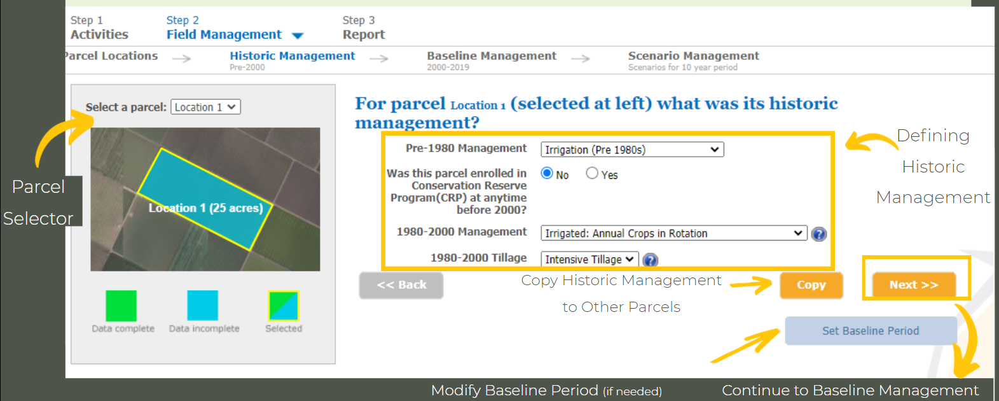 Step 1
Activities
Step 2
Field Management
Step 3
Report
Parcel Locations
Historic Management
Pre-2000
Baseline Management
2000-2019
Scenario Management
Scenarios for 10 year period
Select a parcel: Location 1
Location 1 (25 acres)
Data complete
Data incomplete
Selected
Parcel
Selector
For parcel Location 1 (selected at left) what was its historic
management?
Pre-1980 Management Irrigation (Pre 1980s)
Was this parcel enrolled in
Conservation Reserve
Program(CRP) at anytime
before 2000?
No Yes
1980-2000 Management Irrigated: Annual Crops in Rotation
1980-2000 Tillage Intensive Tillage
Defining
Historic
Management
<< Back
Copy Historic Management
to Other Parcels
Copy
Next >>
Set Baseline Period
Modify Baseline Period (if needed)
Continue to Baseline Management